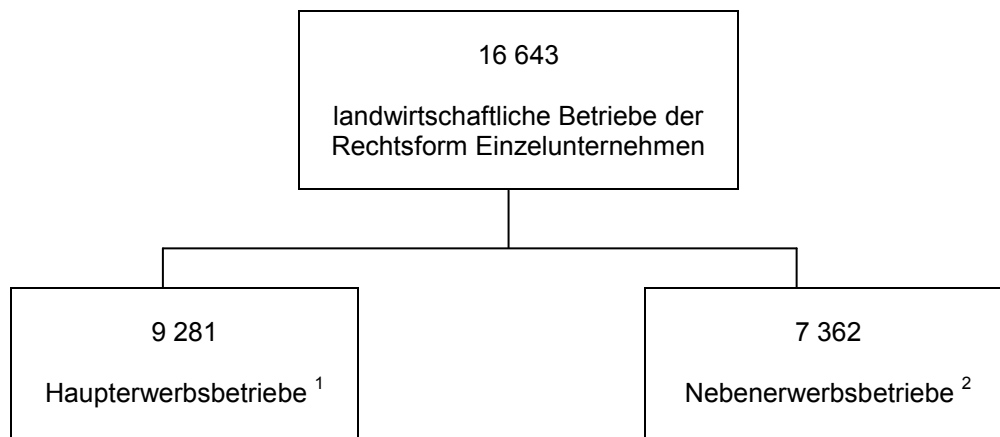 16 643
landwirtschaftliche Betriebe der
Rechtsform Einzelunternehmen
9 281
Haupterwerbsbetriebe 1
7 362
Nebenerwerbsbetriebe 2